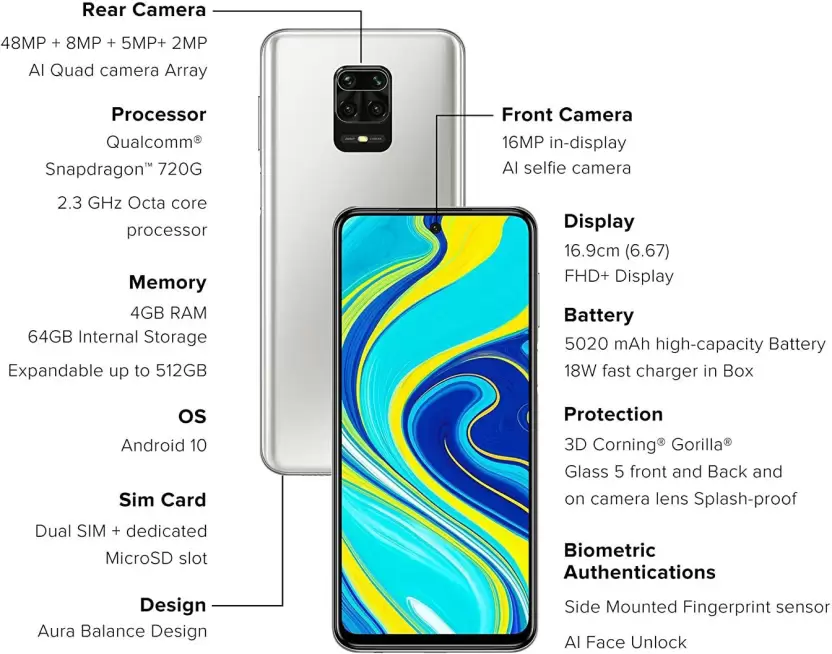 Rear Camera
48MP + 8MP + 5MP+ 2MP
AI Quad camera Array
Processor
Qualcomm®
Snapdragon™ 720G
2.3 GHz Octa core
processor
Memory
4GB RAM
64GB Internal Storage
Expandable up to 512GB
OS
Android 10
Sim Card
Dual SIM + dedicated
MicroSD slot
Design
Aura Balance Design
Front Camera
16MP in-display
AI selfie camera
Display
16.9cm (6.67)
FHD+ Display
Battery
5020 mAh high-capacity Battery
18W fast charger in Box
Protection
3D Corning® Gorilla®
Glass 5 front and Back and
on camera lens Splash-proof
Biometric
Authentications
Side Mounted Fingerprint sensor
AI Face Unlock